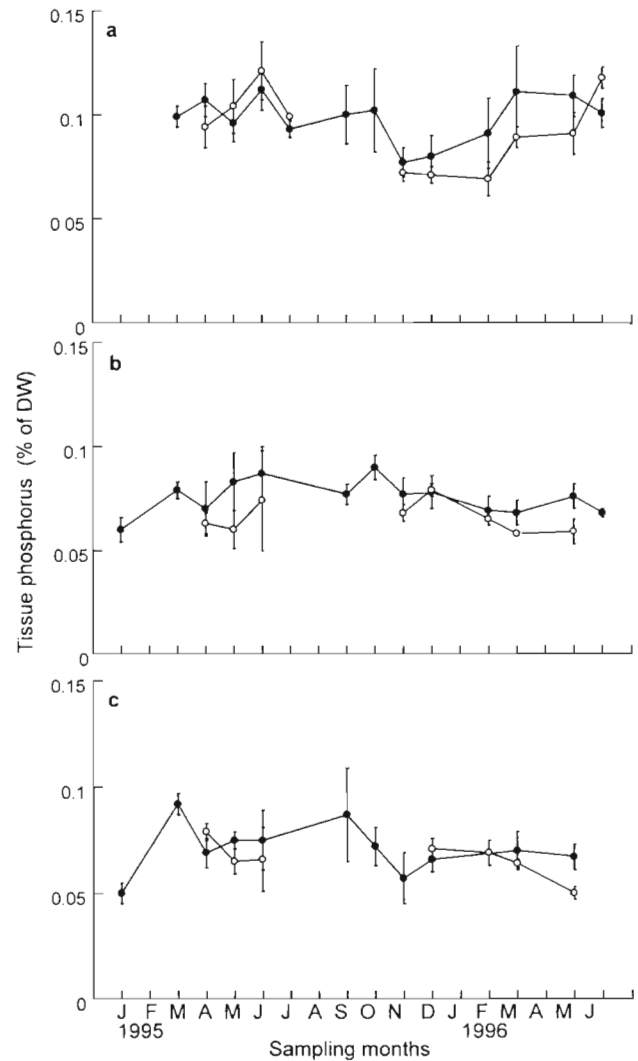 a
0.15
0.1
0 05
0
b
0.15
0.1
0.05
0
c
0.15
0.1
0.05
0
Tissue phosphorus (% of DW)
J F M A M J J A S O N D F M A M J
1995 1996
Sampling months